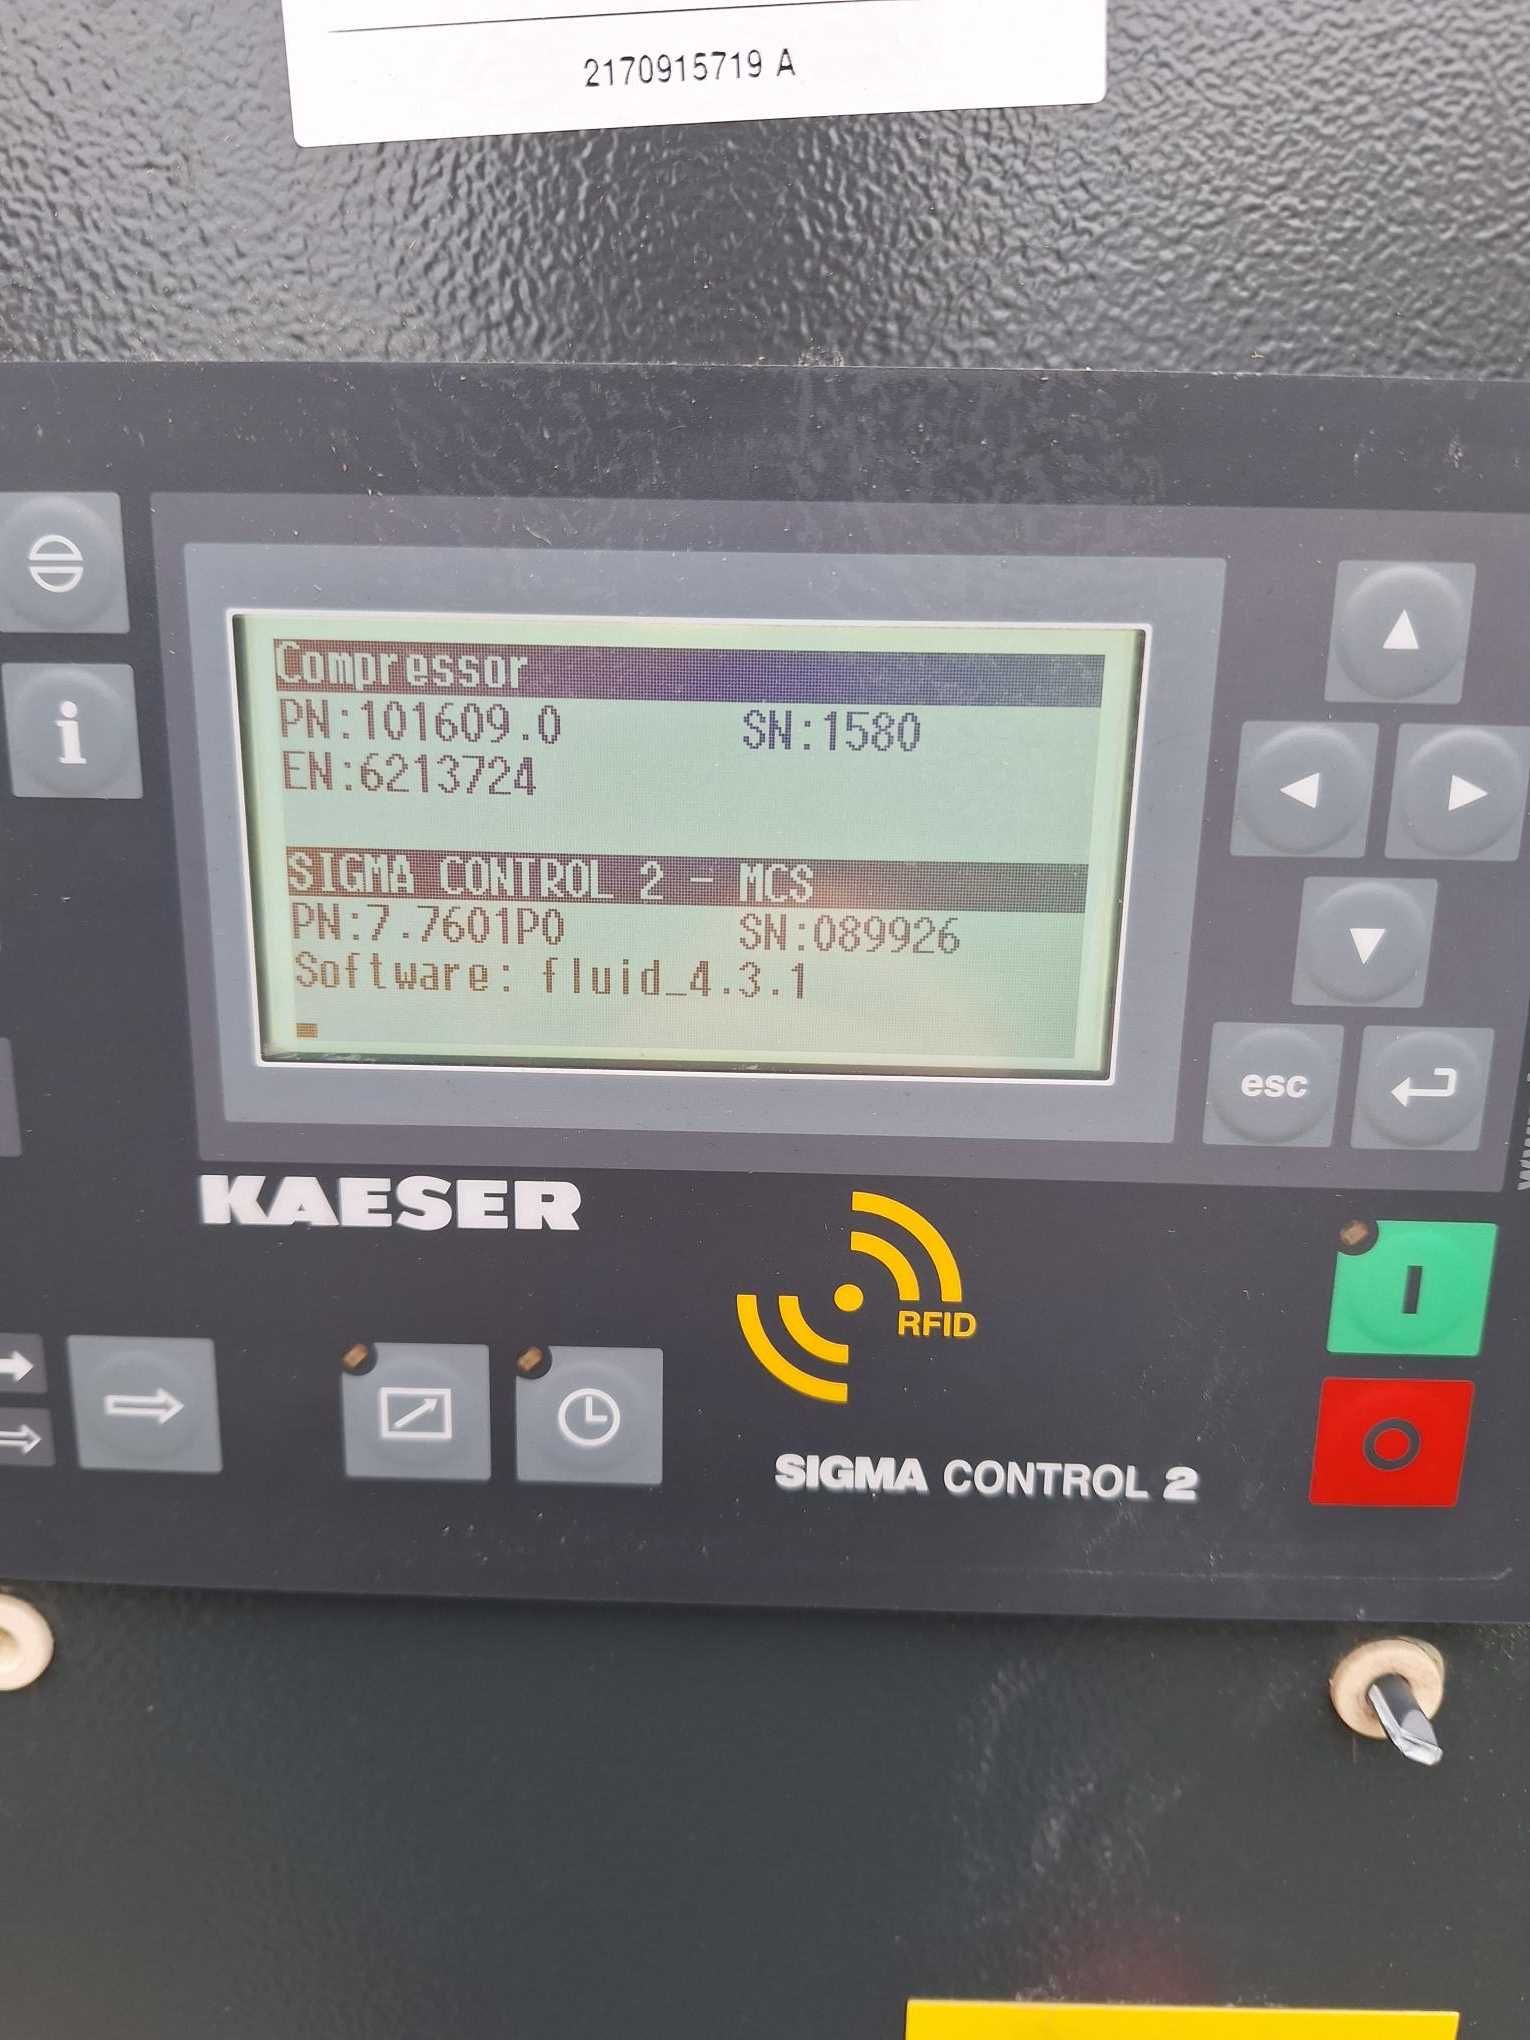 2170915719 A
Compressor
PN:101609.0 SN:1580
EN:6213724
SIGMA CONTROL 2 - MCS
PN:7.7601P0 SN:089926
Software: fluid_4.3.1
i
esc
KAESER
RFID
I
SIGMA CONTROL 2